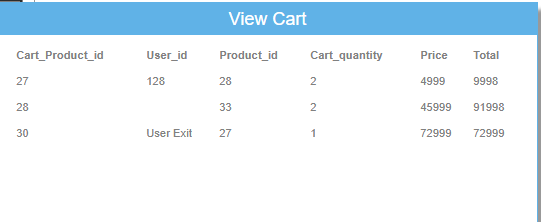 View Cart
Cart_Product_id User_id Product_id Cart_quantity Price Total
27 128 28 2 4999 9998
28 33 2 45999 91998
30 User Exit 27 1 72999 72999